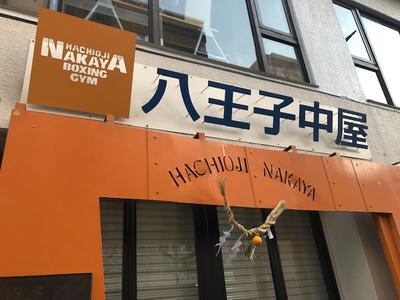 HACHIOJI
NAKAYA
BOXING
GYM
八王子中屋
HACHIOJI NAKAYA